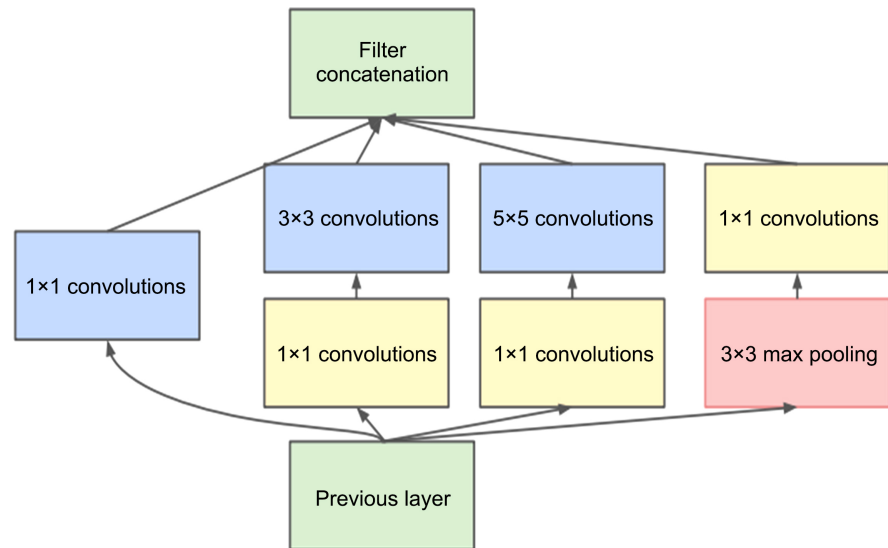 Filter
concatenation
3×3 convolutions
5×5 convolutions
1×1 convolutions
1×1 convolutions
1×1 convolutions
1×1 convolutions
3×3 max pooling
Previous layer